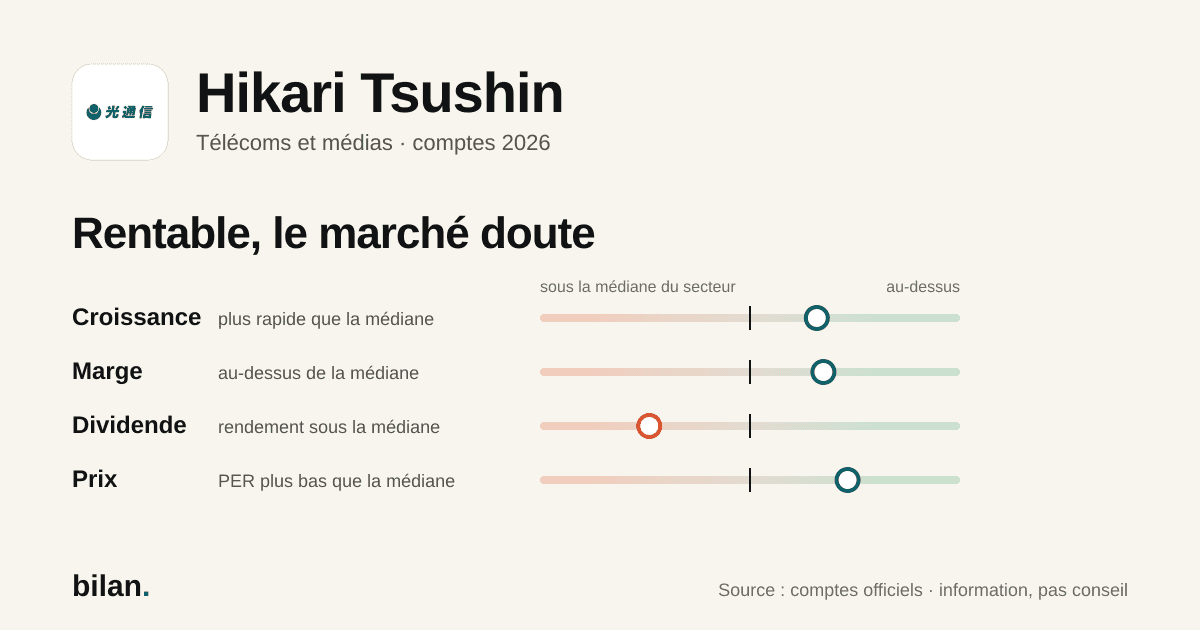 光通信
Hikari Tsushin
Télécoms et médias · comptes 2026
Rentable, le marché doute
sous la médiane du secteur au-dessus
Croissance plus rapide que la médiane
Marge au-dessus de la médiane
Dividende rendement sous la médiane
Prix PER plus bas que la médiane
bilan.
Source : comptes officiels · information, pas conseil